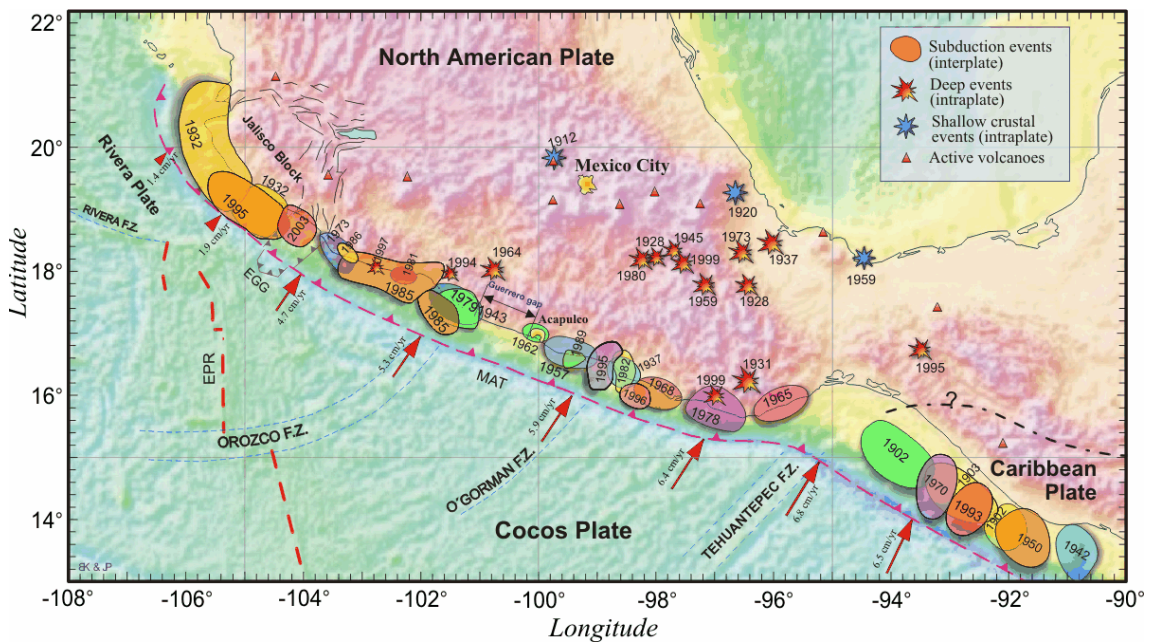 22°
20°
18°
16°
14°
Latitude
-108
-106
-104
-102
-100
-98
-96
-94
-92
-90°
Longitude
North American Plate
Subduction events
(interplate)
Deep events
(intraplate)
Shallow crustal
events (intraplate)
Active volcanoes
1932
Jalisco Block
Rivera Plate
1.4 cm/yr
RIVERA F.Z.
1912
Mexico City
1920
1932
1995
2003
1.9 cm/yr
1973
1986
1997
1981
1985
1994
1964
1980
1928
1945
1999
1973
1937
1959
1928
1959
EGG
4.7 cm/yr
1985
1979
1943
Guerrero gap
Acapulco
1962
1957
1989
1995
1982
1937
1996
1968
1999
1931
1978
1965
1995
EPR
5.3 cm/yr
MAT
OROZCO F.Z.
5.9 cm/yr
O'GORMAN F.Z.
6.4 cm/yr
TEHUANTEPEC F.Z.
6.8 cm/yr
Cocos Plate
?
1902
1970
1903
1993
1902
1950
1942
6.5 cm/yr
Caribbean
Plate